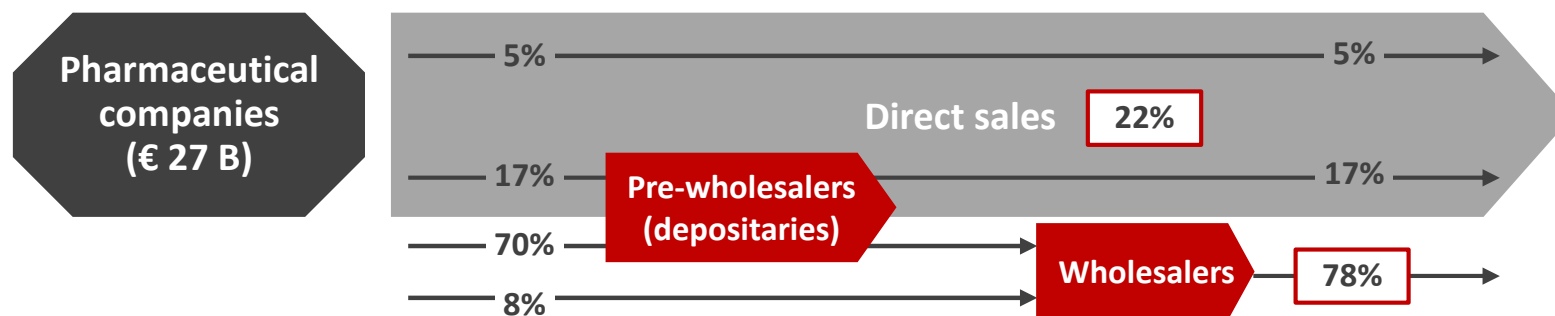 Pharmaceutical
companies
(€ 27 B)
5%
5%
Direct sales
22%
17%
17%
Pre-wholesalers
(depositaries)
70%
8%
Wholesalers
78%